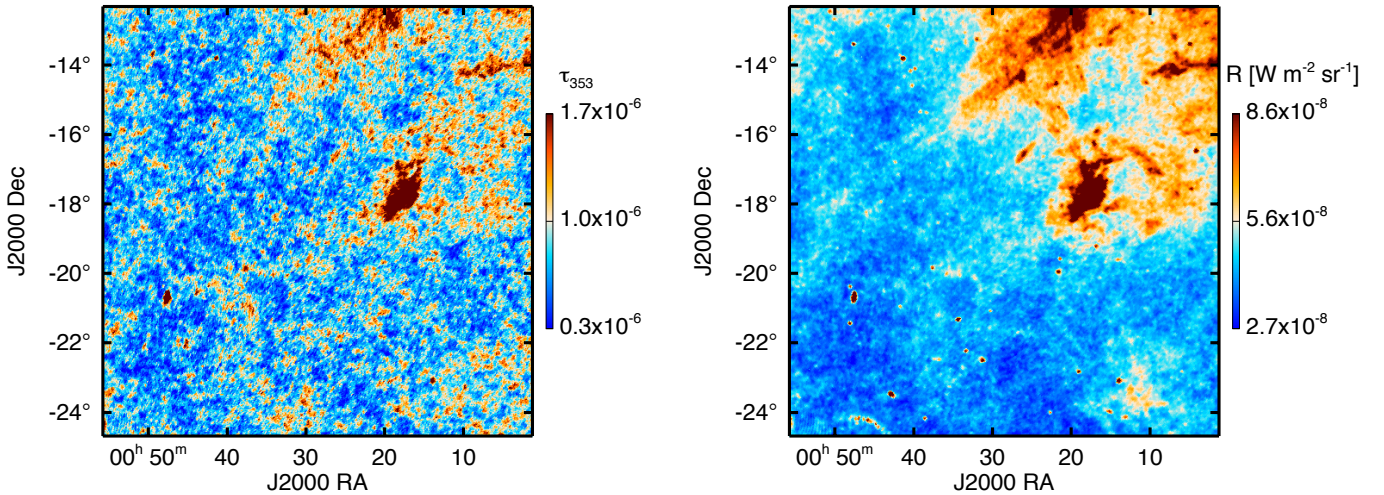 -14°
-16°
-18°
-20°
-22°
-24°
J2000 Dec
00ʰ 50ᵐ 40 30 20 10
J2000 RA
τ₃₅₃
1.7x10⁻⁶
1.0x10⁻⁶
0.3x10⁻⁶
-14°
-16°
-18°
-20°
-22°
-24°
J2000 Dec
00ʰ 50ᵐ 40 30 20 10
J2000 RA
R [W m⁻² sr⁻¹]
8.6x10⁻⁸
5.6x10⁻⁸
2.7x10⁻⁸